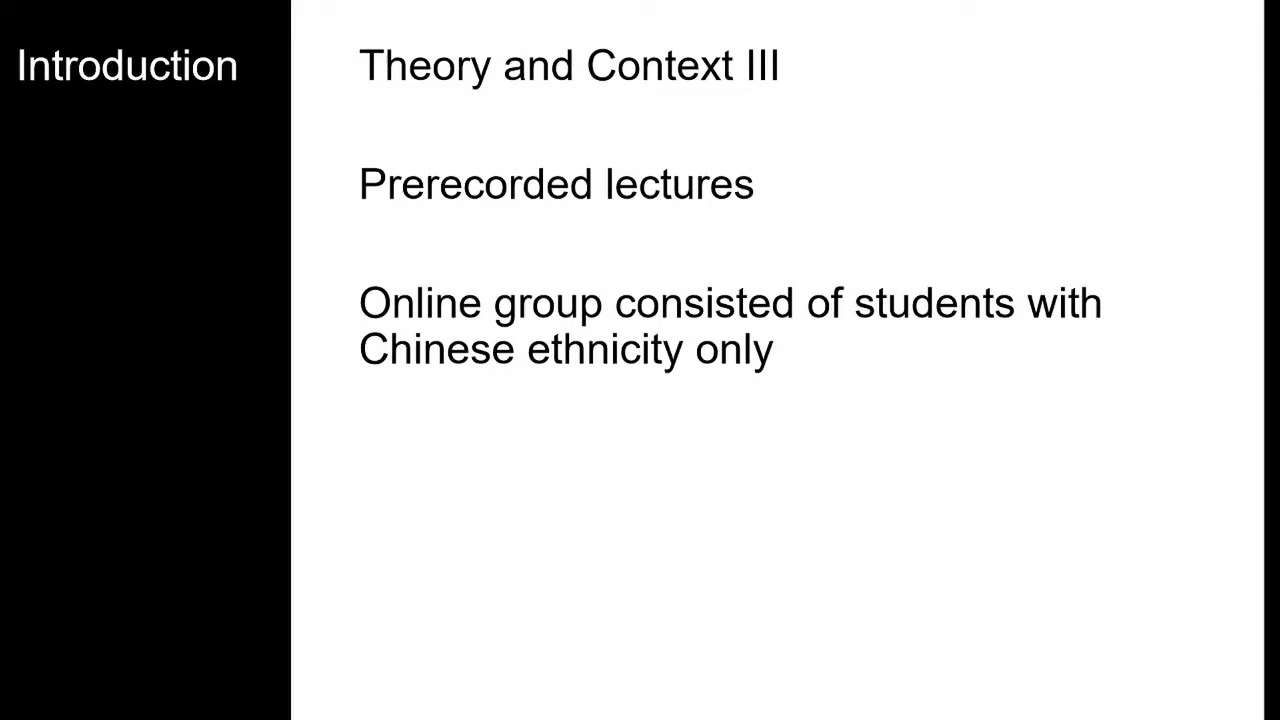 Introduction
Theory and Context III
Prerecorded lectures
Online group consisted of students with
Chinese ethnicity only